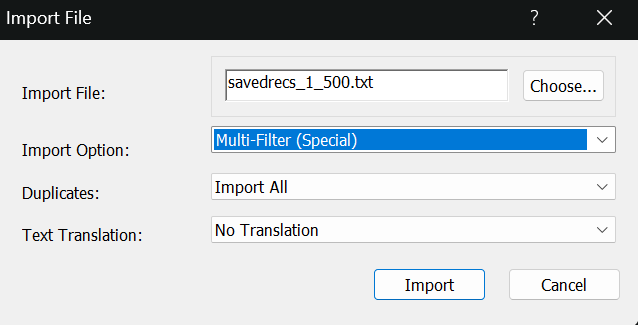 Import File
?
Import File:
savedrecs_1_500.txt
Choose...
Import Option:
Multi-Filter (Special)
Duplicates:
Import All
Text Translation:
No Translation
Import
Cancel